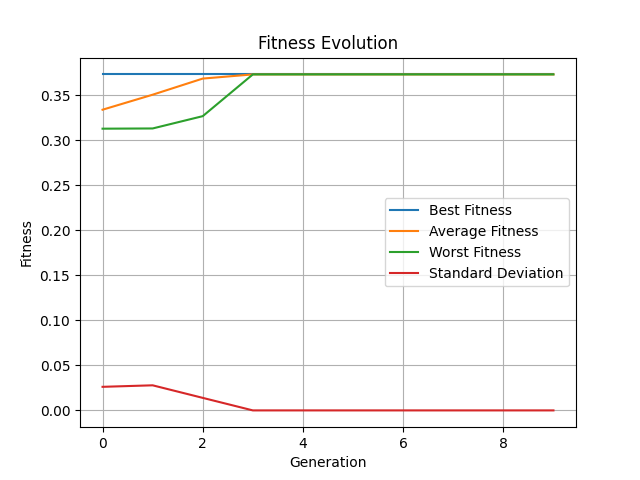 Fitness Evolution
Fitness
0.35
0.30
0.25
0.20
0.15
0.10
0.05
0.00
Best Fitness
Average Fitness
Worst Fitness
Standard Deviation
0 2 4 6 8
Generation